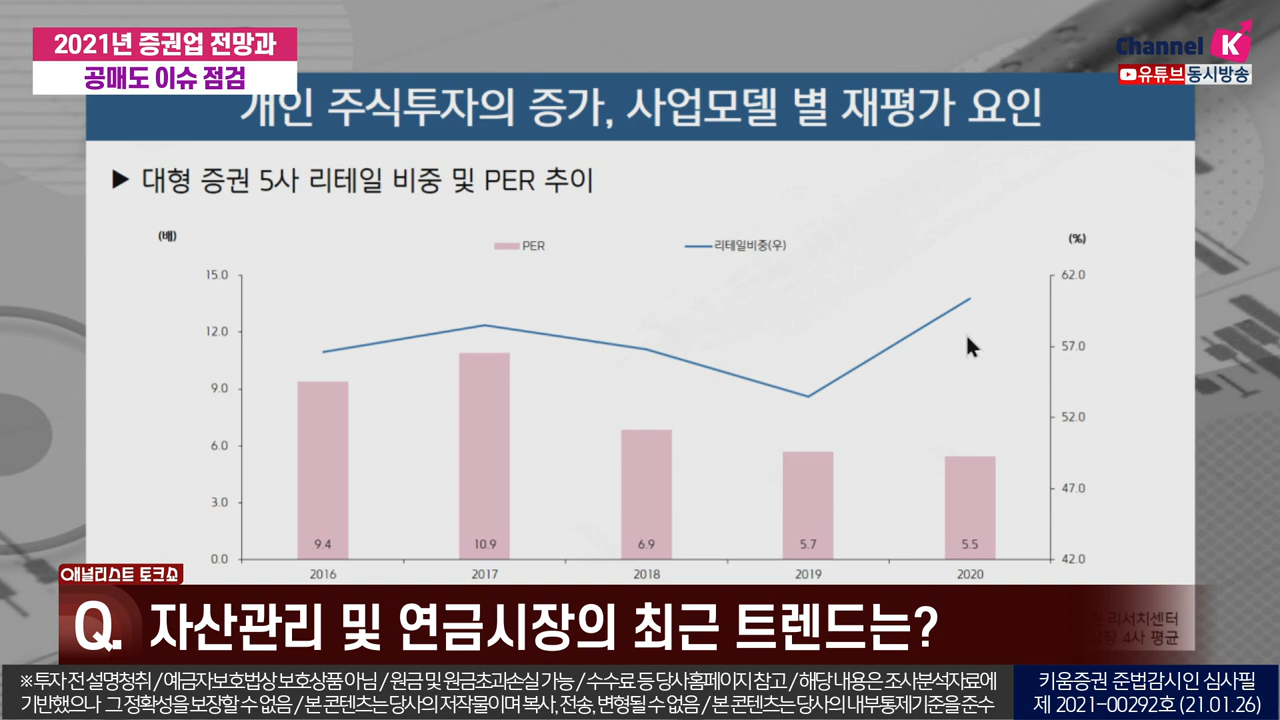 2021년 증권업 전망과
공매도 이슈 점검
Channel K
유튜브동시방송
개인 주식투자의 증가, 사업모델 별 재평가 요인
▶ 대형 증권 5사 리테일 비중 및 PER 추이
(배)
PER
리테일비중(우)
(%)
15.0
12.0
9.0
6.0
3.0
0.0
62.0
57.0
52.0
47.0
42.0
9.4
10.9
6.9
5.7
5.5
2016
2017
2018
2019
2020
리서치센터
4사 평균
애널리스트 토크쇼
Q. 자산관리 및 연금시장의 최근 트렌드는?
※ 투자 전 설명청취 / 예금자보호법상 보호상품 아님 / 원금 및 원금초과손실 가능 / 수수료 등 당사홈페이지 참고 / 해당 내용은 조사분석자료에
기반했으나 그 정확성을 보장할 수 없음 / 본 콘텐츠는 당사의 저작물이며 복사, 전송, 변형될 수 없음 / 본 콘텐츠는 당사의 내부통제기준을 준수
키움증권 준법감시인 심사필
제 2021-00292호 (21.01.26)